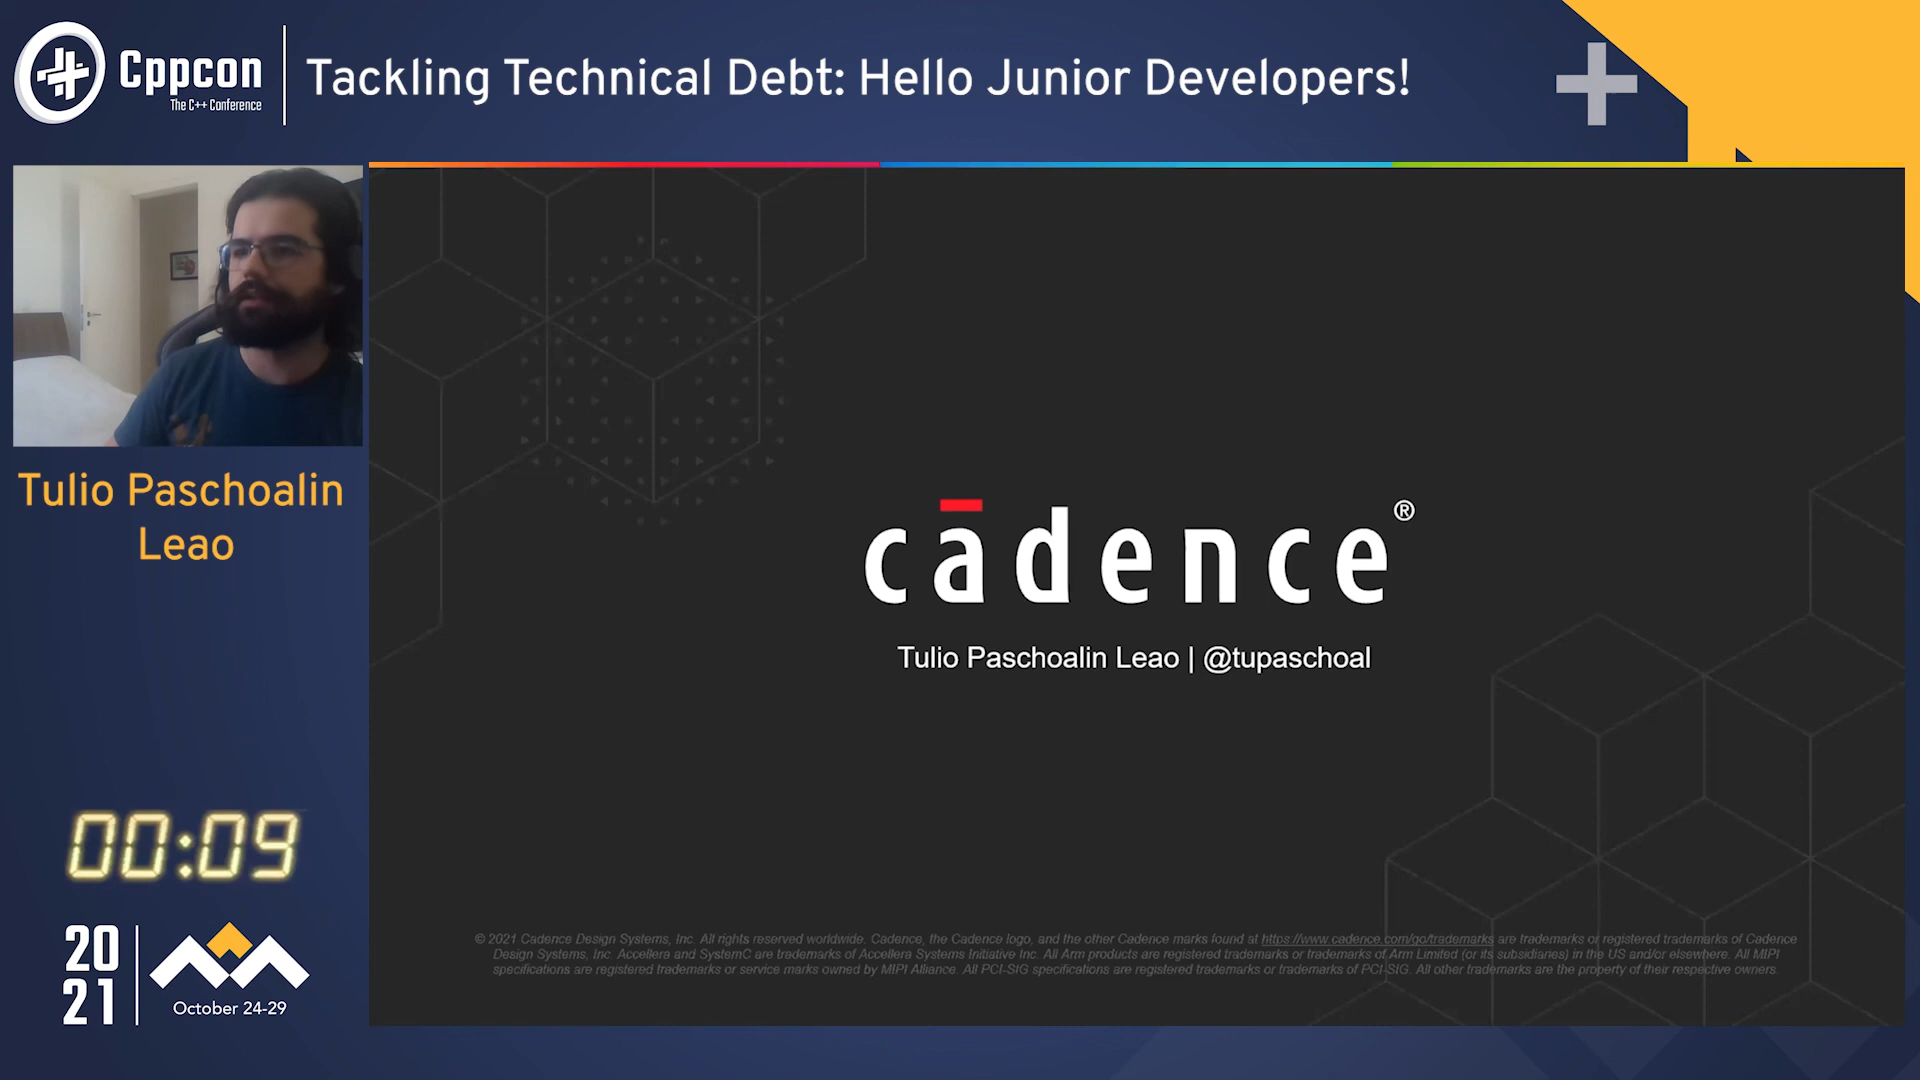 Cppcon
The C++ Conference
Tackling Technical Debt: Hello Junior Developers!
Tulio Paschoalin
Leao
00:09
20
21
October 24-29
cādence®
Tulio Paschoalin Leao | @tupaschoal
© 2021 Cadence Design Systems, Inc. All rights reserved worldwide. Cadence, the Cadence logo, and the other Cadence marks found at https://www.cadence.com/go/trademarks are trademarks or registered trademarks of Cadence
Design Systems, Inc. Accellera and SystemC are trademarks of Accellera Systems Initiative Inc. All Arm products are registered trademarks or trademarks of Arm Limited (or its subsidiaries) in the US and/or elsewhere. All MIPI
specifications are registered trademarks or service marks owned by MIPI Alliance. All PCI-SIG specifications are registered trademarks or trademarks of PCI-SIG. All other trademarks are the property of their respective owners.